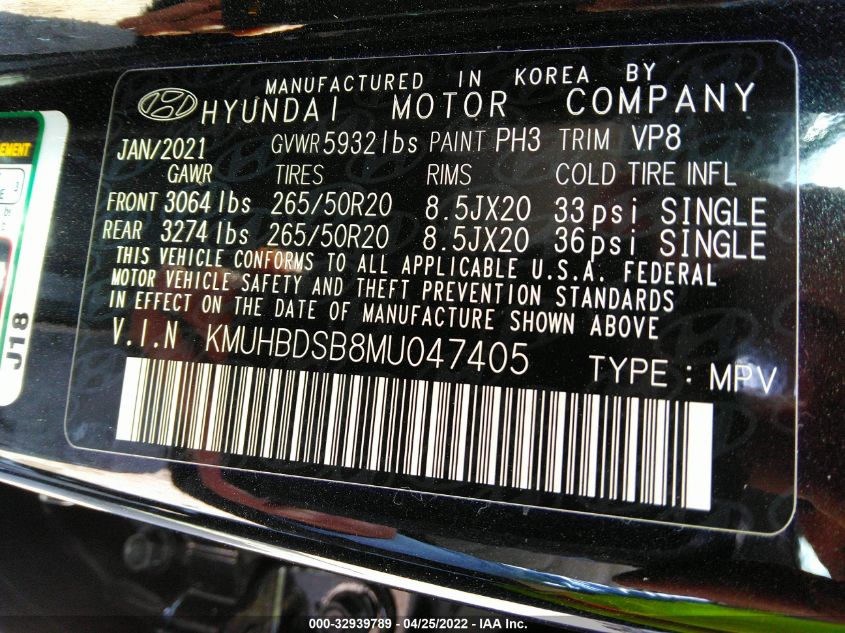 MANUFACTURED IN KOREA BY
HYUNDAI MOTOR COMPANY
JAN/2021 GVWR 5932 lbs PAINT PH3 TRIM VP8
GAWR TIRES RIMS COLD TIRE INFL
FRONT 3064 lbs 265/50R20 8.5JX20 33psi SINGLE
REAR 3274 lbs 265/50R20 8.5JX20 36psi SINGLE
THIS VEHICLE CONFORMS TO ALL APPLICABLE U.S.A. FEDERAL
MOTOR VEHICLE SAFETY AND THEFT PREVENTION STANDARDS
IN EFFECT ON THE DATE OF MANUFACTURE SHOWN ABOVE
V.I.N KMUHBDSB8MU047405 TYPE : MPV
J18
000-32939789 - 04/25/2022 - IAA Inc.